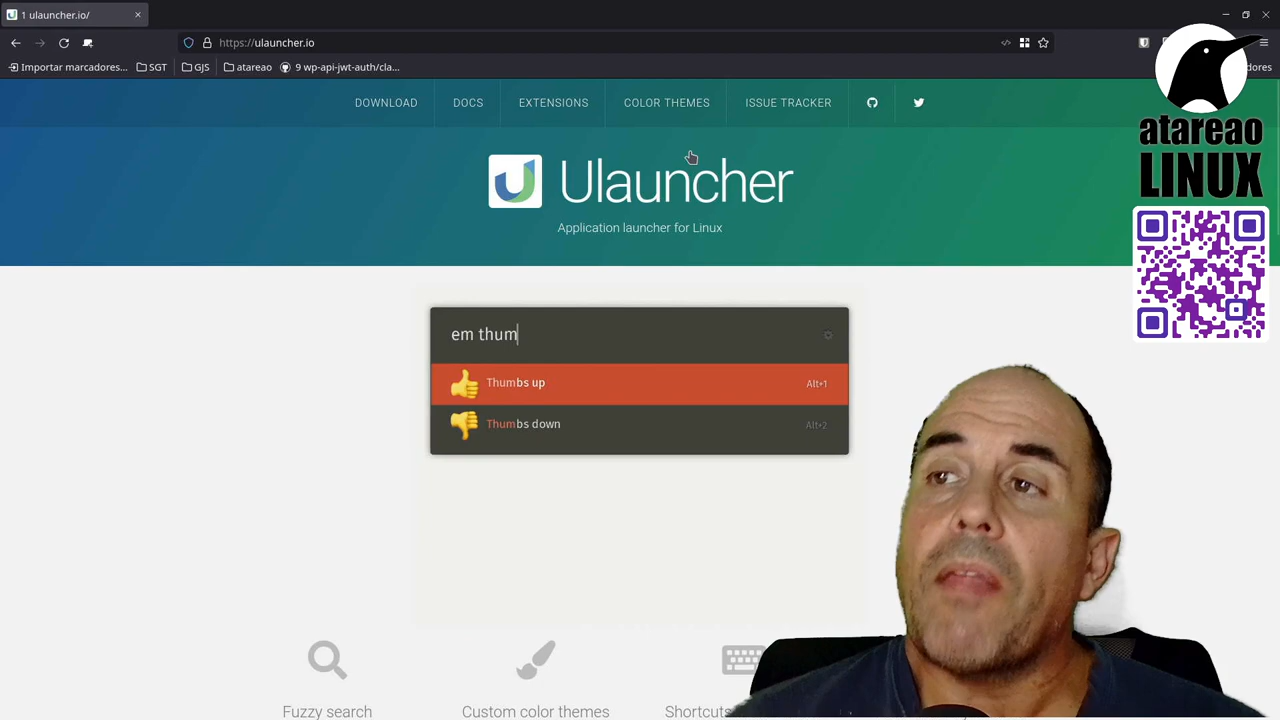 1 ulauncher.io/
https://ulauncher.io
Importar marcadores...
SGT
GJS
atareao
9 wp-api-jwt-auth/cla...
dores
DOWNLOAD
DOCS
EXTENSIONS
COLOR THEMES
ISSUE TRACKER
atareao
LINUX
Ulauncher
Application launcher for Linux
em thum
Thumbs up
Alt+1
Thumbs down
Alt+2
Fuzzy search
Custom color themes
Shortcuts